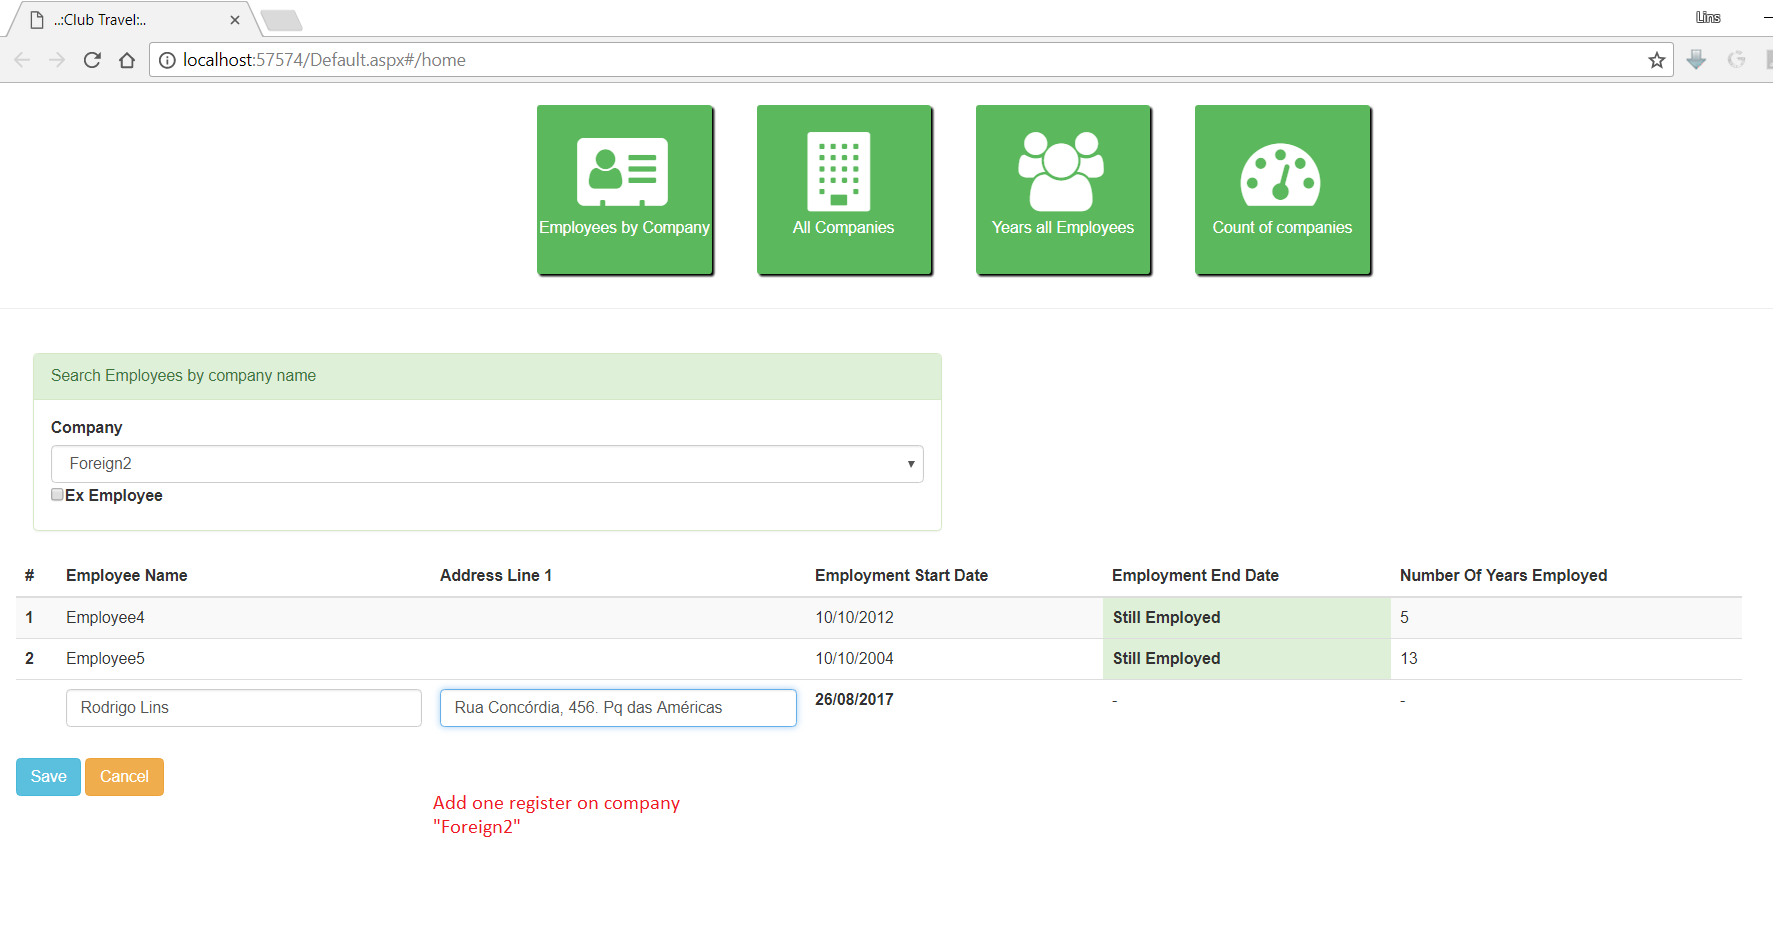 ..:Club Travel:..
Lins
localhost:57574/Default.aspx#/home
Employees by Company
All Companies
Years all Employees
Count of companies
Search Employees by company name
Company
Foreign2
Ex Employee
# Employee Name Address Line 1 Employment Start Date Employment End Date Number Of Years Employed
1 Employee4 10/10/2012 Still Employed 5
2 Employee5 10/10/2004 Still Employed 13
Rodrigo Lins Rua Concórdia, 456. Pq das Américas 26/08/2017 - -
Save Cancel
Add one register on company
"Foreign2"